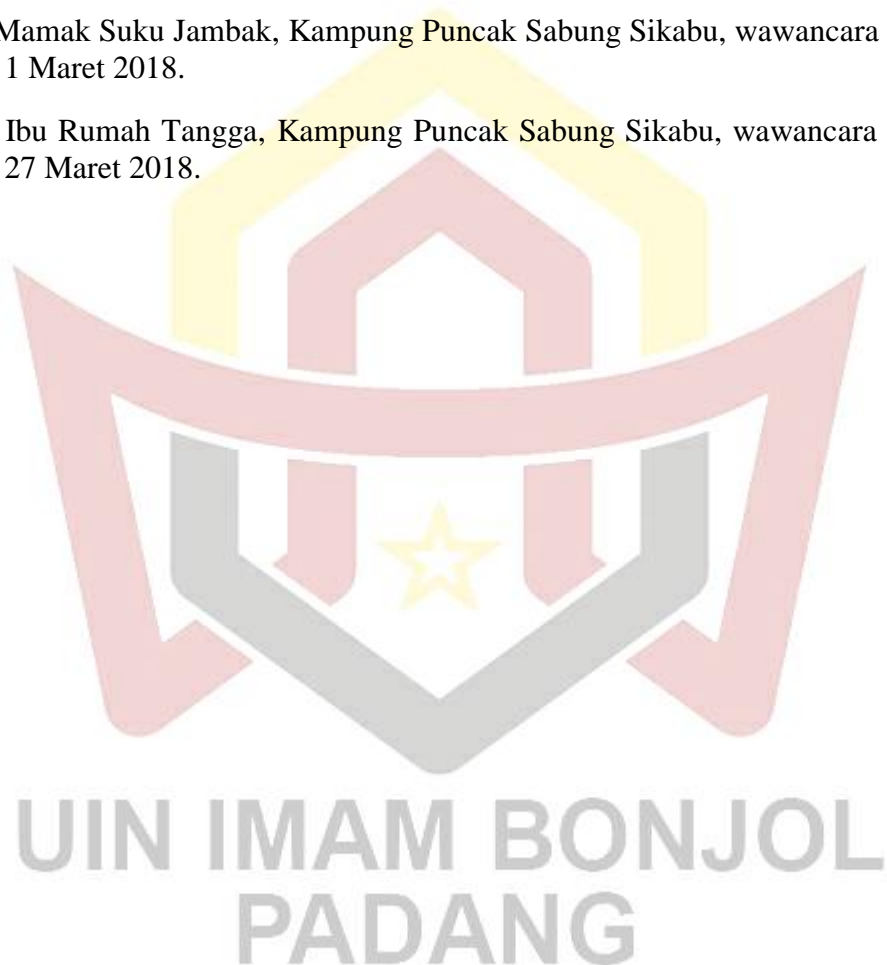 Mamak Suku Jambak, Kampung Puncak Sabung Sikabu, wawancara
1 Maret 2018.
Ibu Rumah Tangga, Kampung Puncak Sabung Sikabu, wawancara
27 Maret 2018.
UIN IMAM BONJOL
PADANG